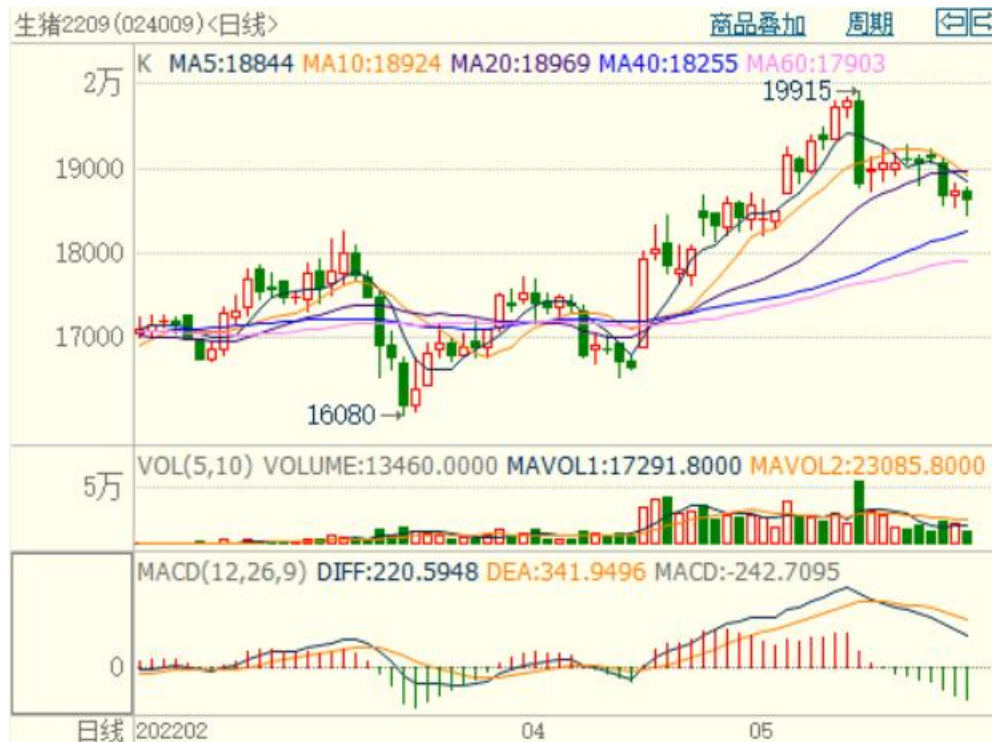 生猪2209(024009)<日线> 商品叠加 周期
K MA5:18844 MA10:18924 MA20:18969 MA40:18255 MA60:17903
2万
19915
19000
18000
17000
16080
VOL(5,10) VOLUME:13460.0000 MAVOL1:17291.8000 MAVOL2:23085.8000
5万
MACD(12,26,9) DIFF:220.5948 DEA:341.9496 MACD:-242.7095
0
日线 202202 04 05